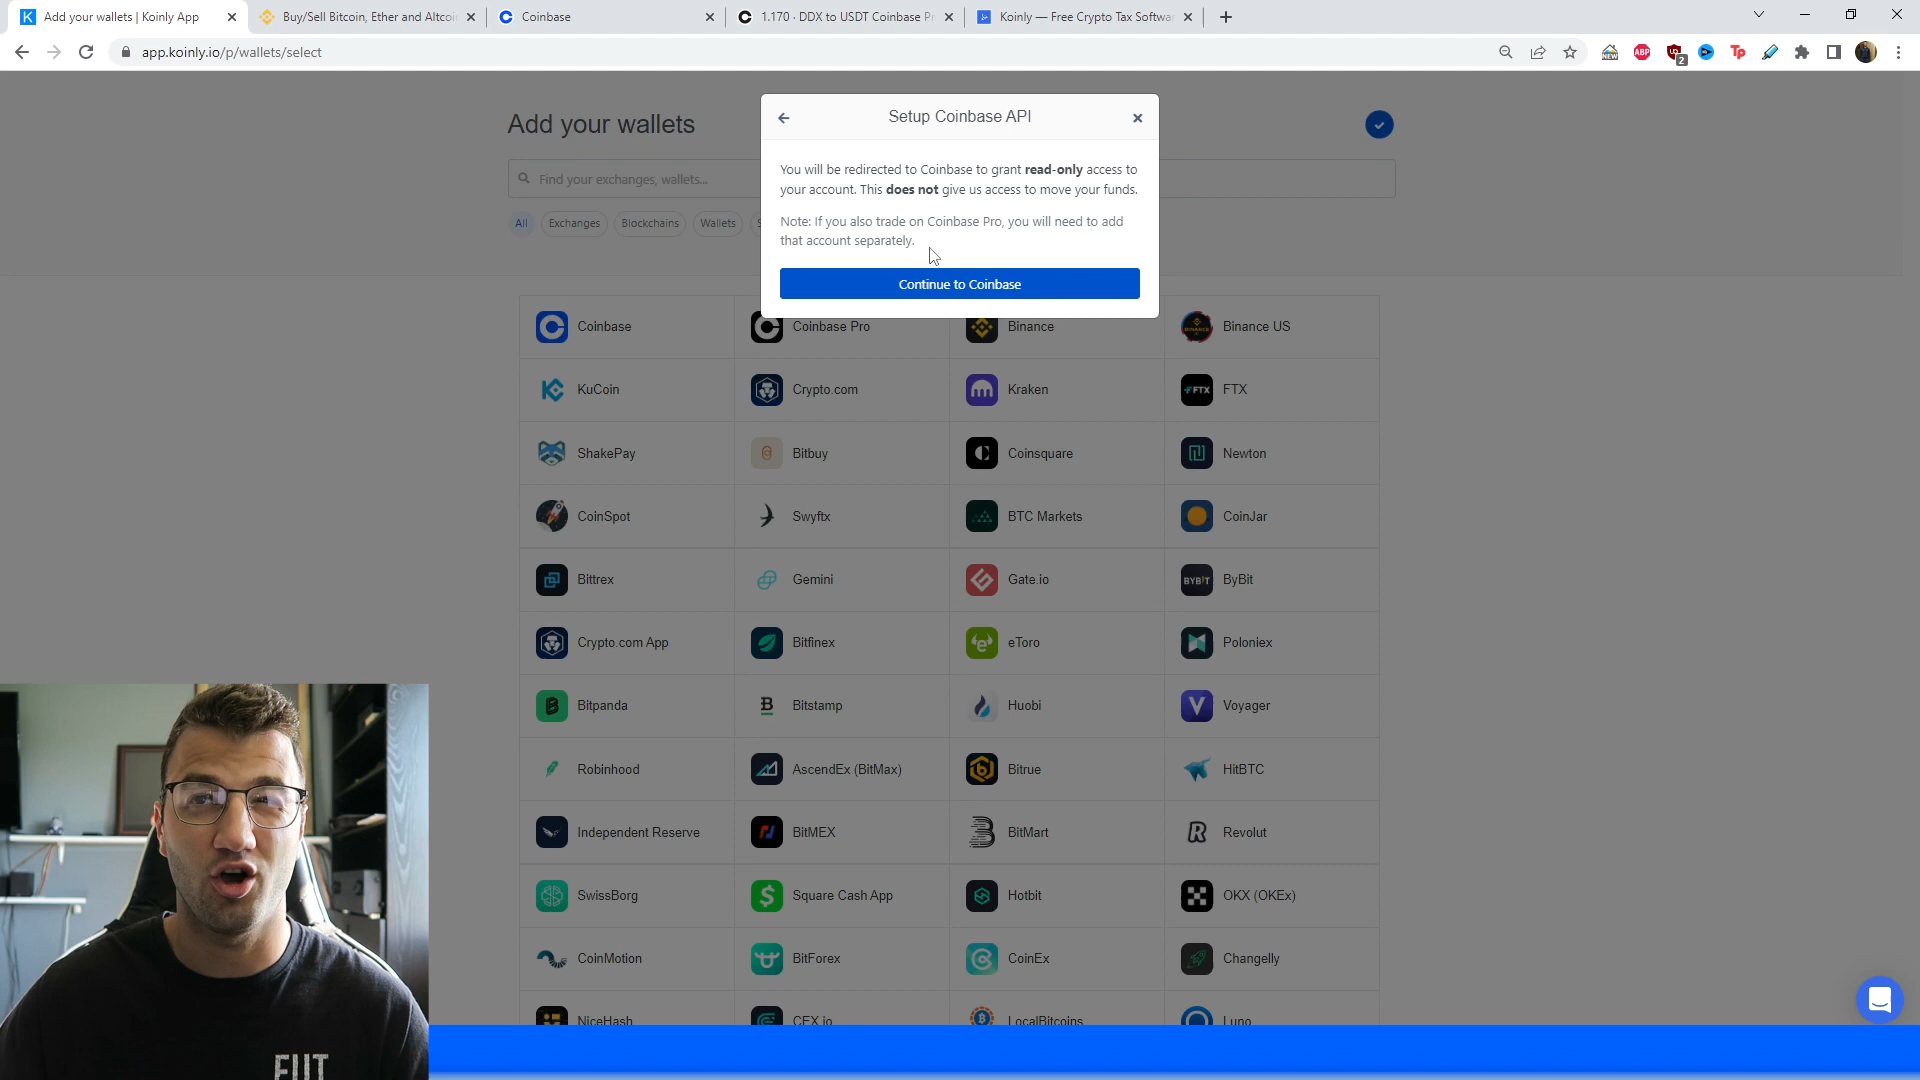 Add your wallets | Koinly App
Buy/Sell Bitcoin, Ether and Altcoi
Coinbase
1.170 · DDX to USDT Coinbase P
Koinly — Free Crypto Tax Softwa
app.koinly.io/p/wallets/select
NEW
ABP
2
Tp
Add your wallets
Find your exchanges, wallets...
All
Exchanges
Blockchains
Wallets
S
Setup Coinbase API
You will be redirected to Coinbase to grant read-only access to
your account. This does not give us access to move your funds.
Note: If you also trade on Coinbase Pro, you will need to add
that account separately.
Continue to Coinbase
Coinbase
Coinbase Pro
Binance
Binance US
KuCoin
Crypto.com
Kraken
FTX
FTX
ShakePay
Bitbuy
Coinsquare
Newton
CoinSpot
Swyftx
BTC Markets
CoinJar
Bittrex
Gemini
Gate.io
BYBIT
ByBit
Crypto.com App
Bitfinex
eToro
Poloniex
Bitpanda
Bitstamp
Huobi
Voyager
Robinhood
AscendEx (BitMax)
Bitrue
HitBTC
Independent Reserve
BitMEX
BitMart
Revolut
SwissBorg
Square Cash App
Hotbit
OKX (OKEx)
CoinMotion
BitForex
CoinEx
Changelly
NiceHash
CEX.io
LocalBitcoins
Luno